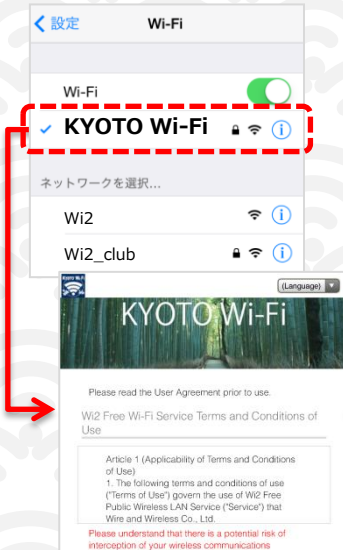 設定
Wi-Fi
Wi-Fi
KYOTO Wi-Fi
ネットワークを選択...
Wi2
Wi2_club
KYOTO Wi-Fi
(Language)
KYOTO Wi-Fi
Please read the User Agreement prior to use.
Wi2 Free Wi-Fi Service Terms and Conditions of
Use
Article 1 (Applicability of Terms and Conditions
of Use)
1. The following terms and conditions of use
("Terms of Use") govern the use of Wi2 Free
Public Wireless LAN Service ("Service") that
Wire and Wireless Co., Ltd.
Please understand that there is a potential risk of
interception of your wireless communications